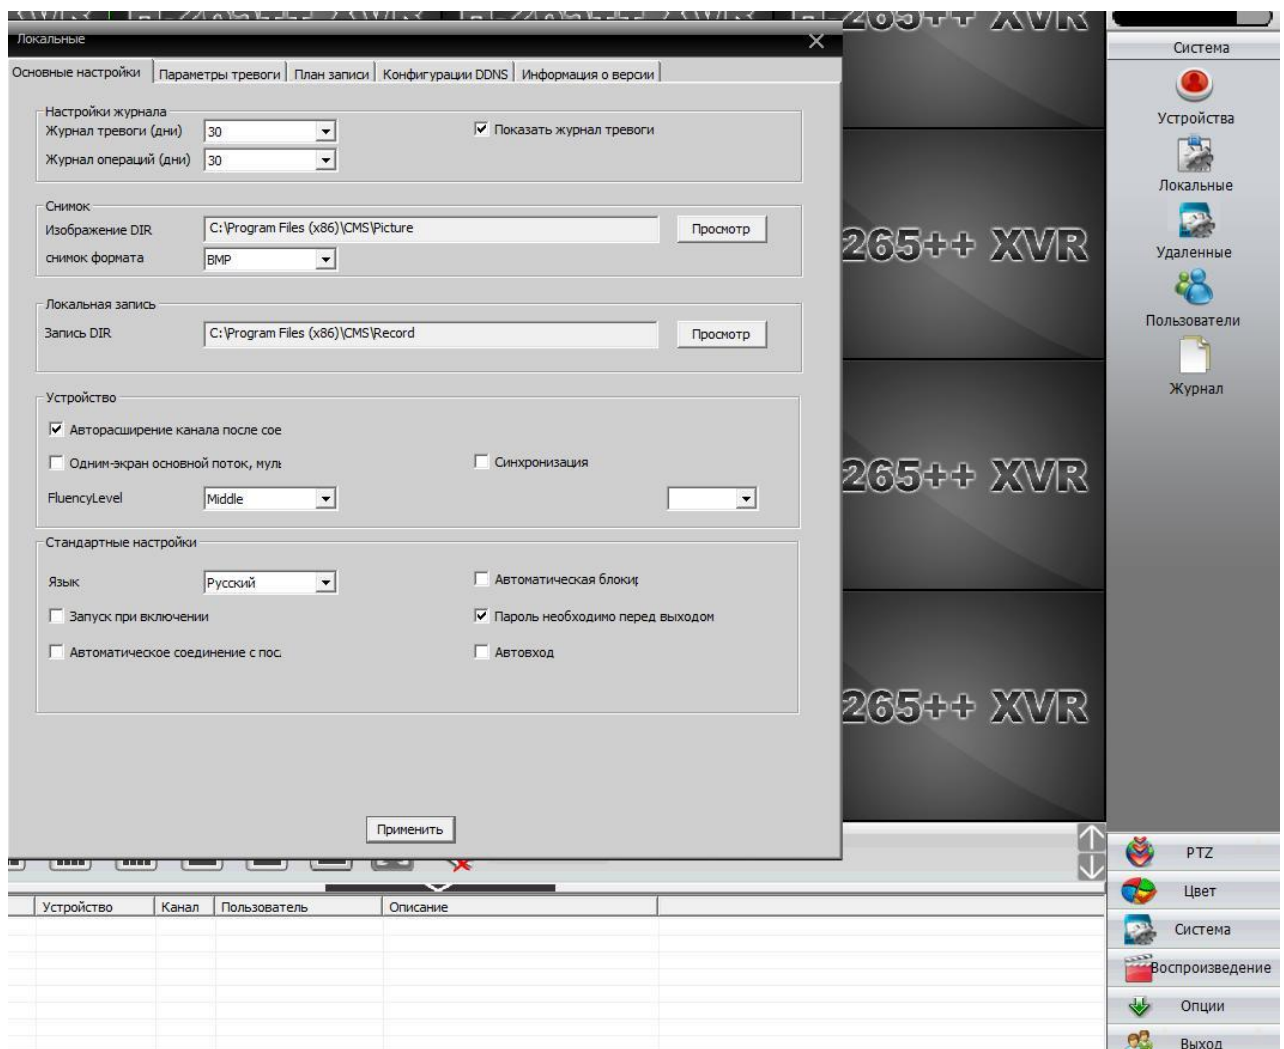 265++ XVR
Локальные
Основные настройки Параметры тревоги План записи Конфигурации DDNS Информация о версии
Настройки журнала
Журнал тревоги (дни) 30 Показать журнал тревоги
Журнал операций (дни) 30
Снимок
Изображение DIR C:\Program Files (x86)\CMS\Picture Просмотр
снимок формата BMP
Локальная запись
Запись DIR C:\Program Files (x86)\CMS\Record Просмотр
Устройство
Авторасширение канала после сое
Одним-экран основной поток, муль Синхронизация
FluencyLevel Middle
Стандартные настройки
Язык Русский Автоматическая блокир
Запуск при включении Пароль необходимо перед выходом
Автоматическое соединение с пос. Автовход
Применить
265++ XVR
265++ XVR
265++ XVR
Система
Устройства
Локальные
Удаленные
Пользователи
Журнал
PTZ
Цвет
Система
Воспроизведение
Опции
Выход
Устройство Канал Пользователь Описание